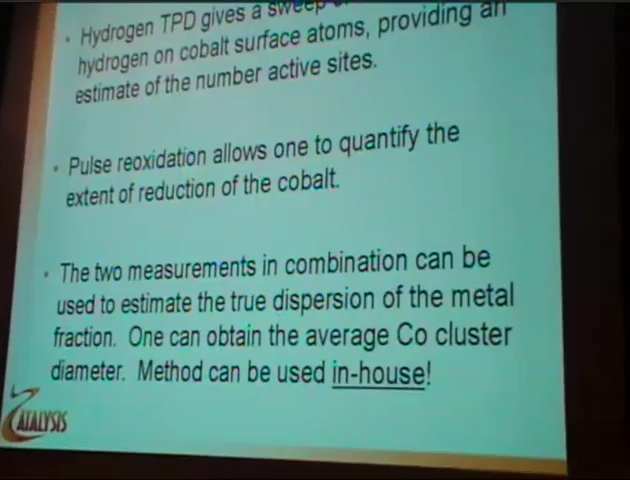 • Hydrogen TPD gives a sweep
hydrogen on cobalt surface atoms, providing an
estimate of the number active sites.
• Pulse reoxidation allows one to quantify the
extent of reduction of the cobalt.
• The two measurements in combination can be
used to estimate the true dispersion of the metal
fraction. One can obtain the average Co cluster
diameter. Method can be used in-house!
CATALYSIS